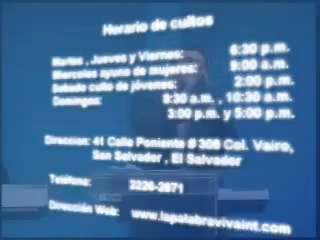 Horario de cultos
Martes , Jueves y Viernes: 6:30 p.m.
Miercoles ayuno de mujeres: 9:00 a.m.
Sabado culto de jóvenes: 2:00 p.m.
Domingos: 8:30 a.m. , 10:30 a.m.
3:00 p.m. y 5:00 p.m.
Direccion: 41 Calle Poniente # 308 Col. Vairo,
San Salvador , El Salvador
Teléfono: 2226-2871
Dirección Web: www.lapalabravivaint.com